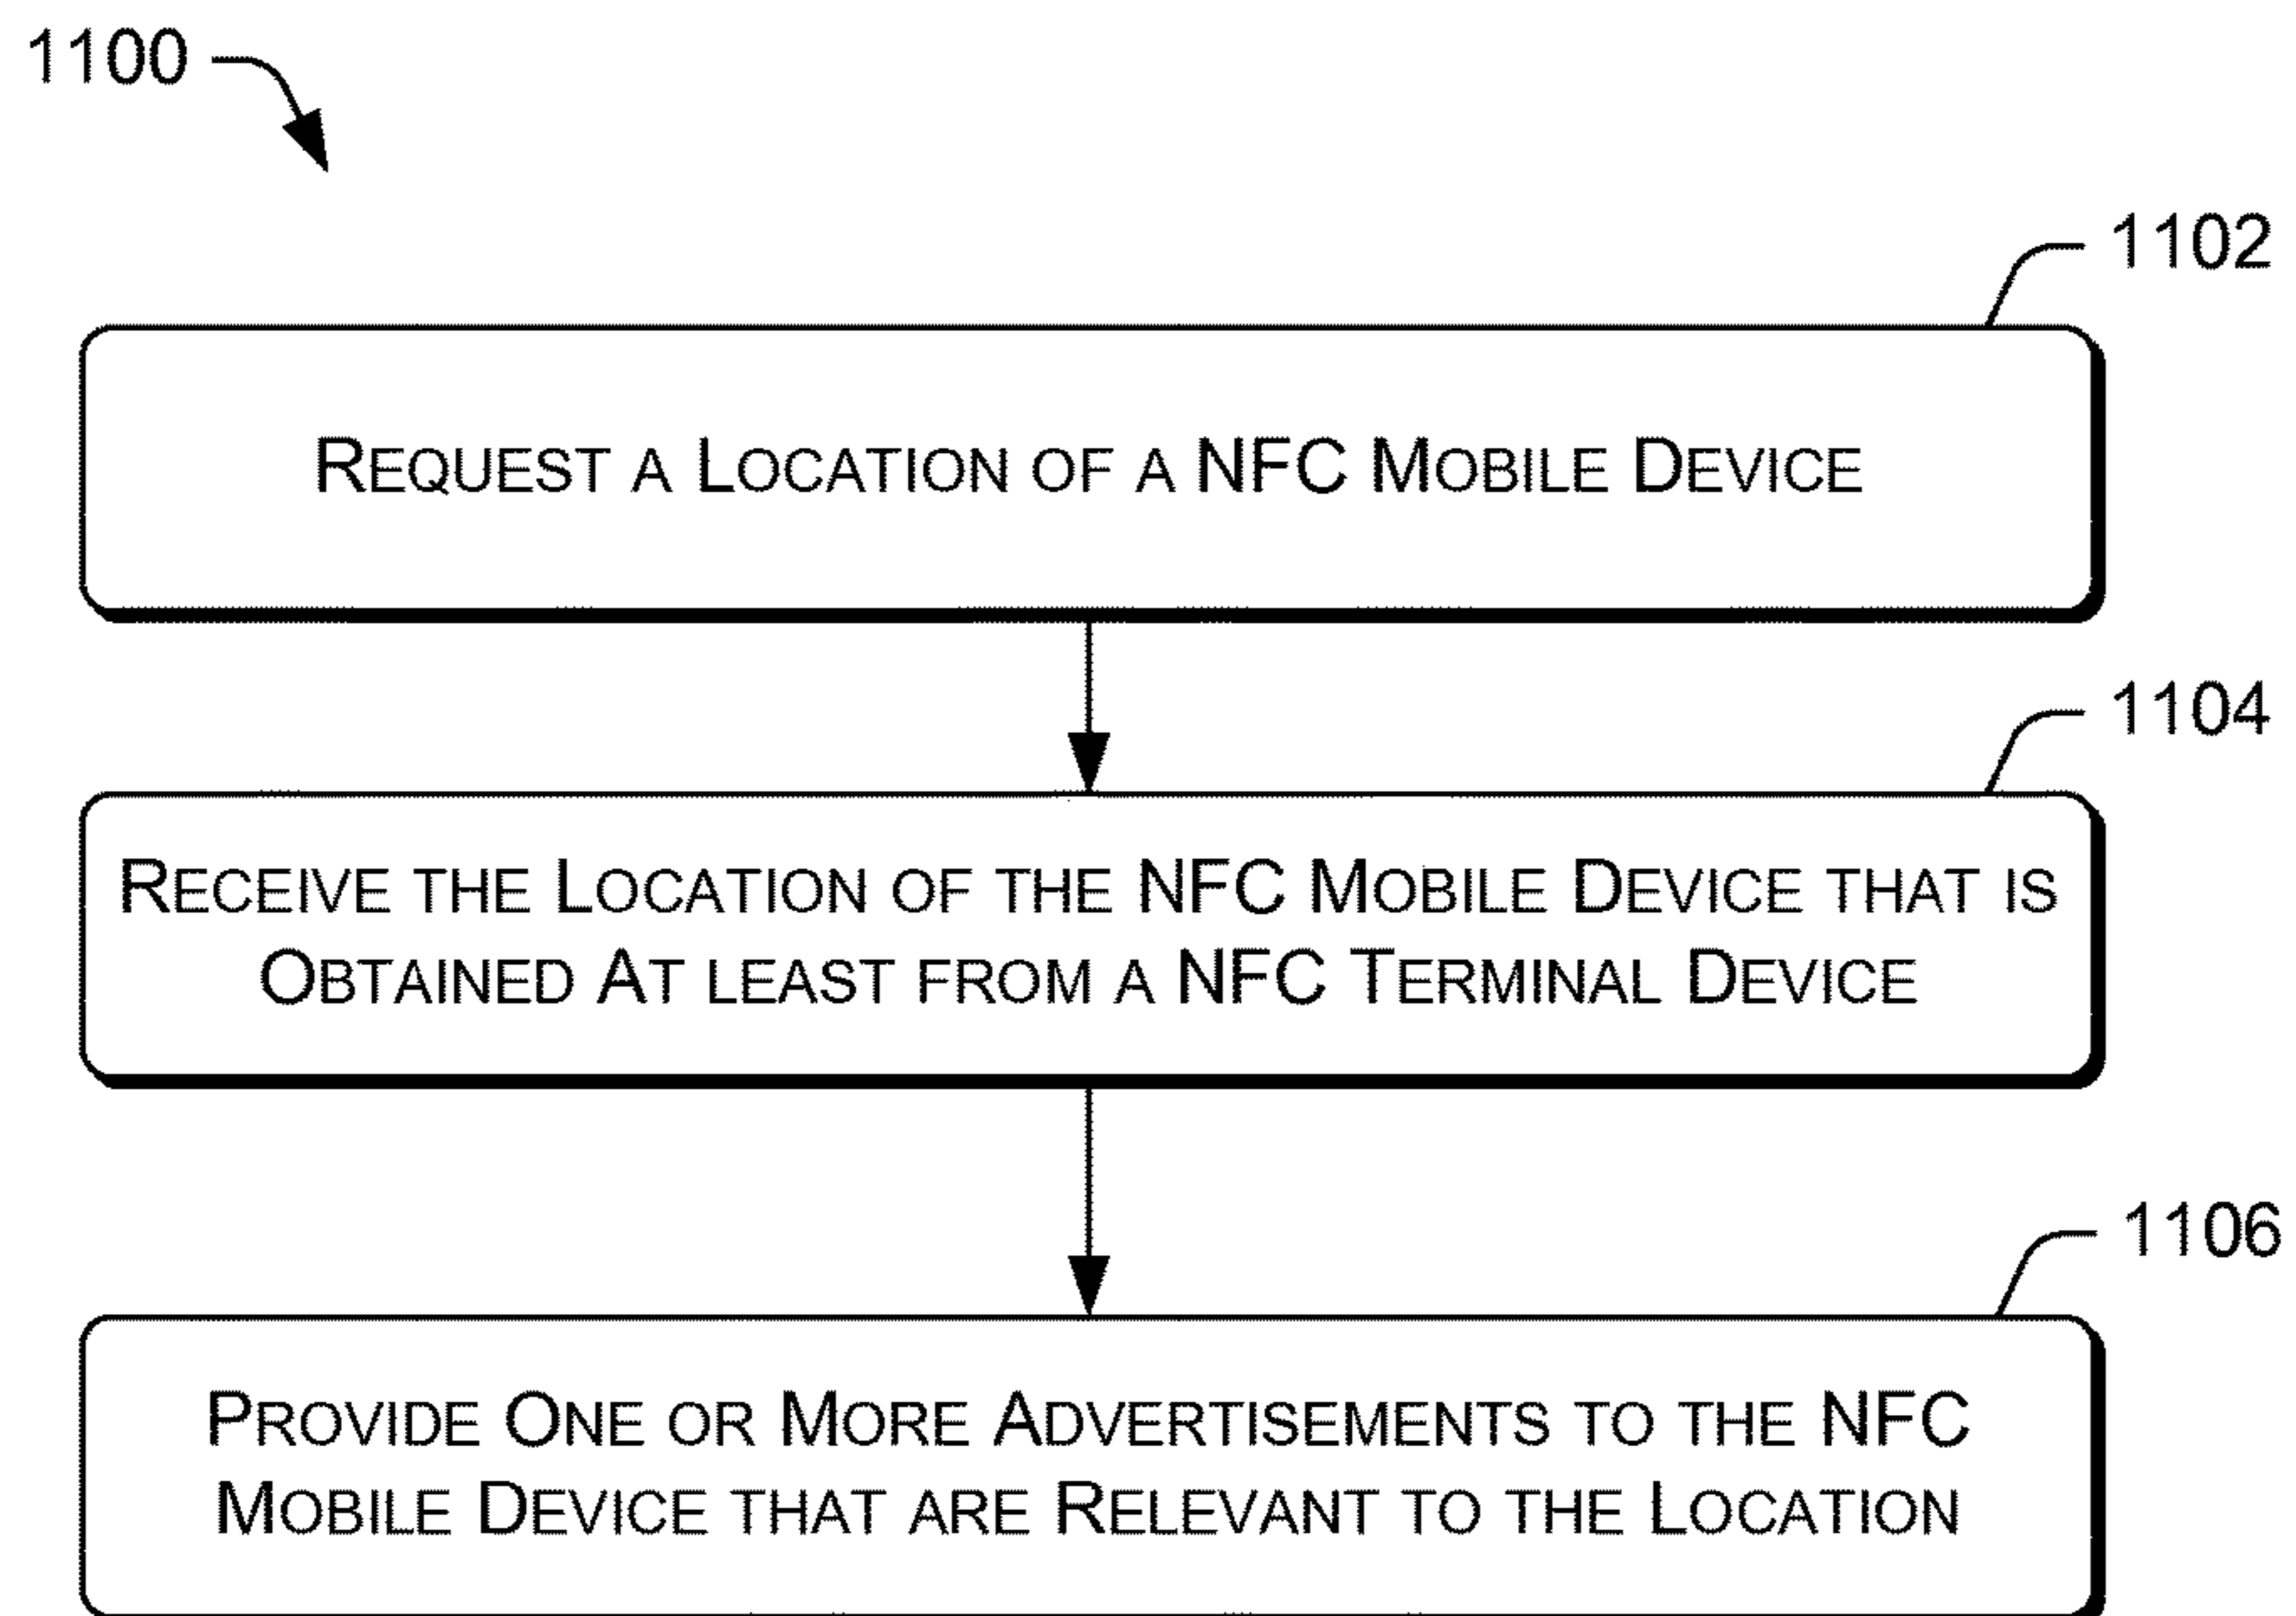 1100
1102
Request a Location of a NFC Mobile Device
1104
Receive the Location of the NFC Mobile Device that is
Obtained At least from a NFC Terminal Device
1106
Provide One or More Advertisements to the NFC
Mobile Device that are Relevant to the Location